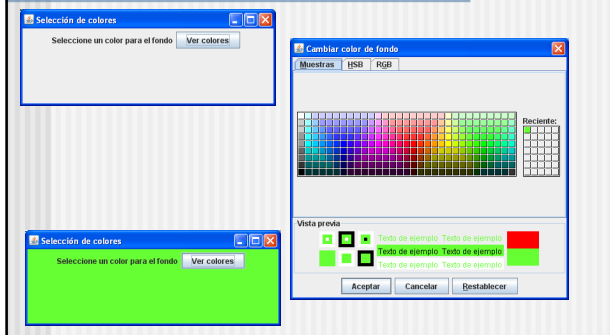 Selección de colores
Seleccione un color para el fondo Ver colores
Cambiar color de fondo
Muestras HSB RGB
Reciente:
Vista previa
Texto de ejemplo Texto de ejemplo
Texto de ejemplo Texto de ejemplo
Texto de ejemplo Texto de ejemplo
Aceptar Cancelar Restablecer
Selección de colores
Seleccione un color para el fondo Ver colores